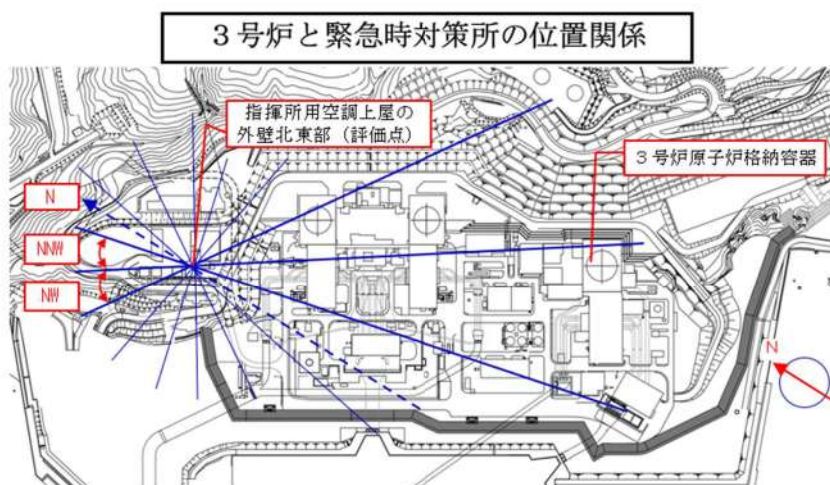 3号炉と緊急時対策所の位置関係
指揮所用空調上屋の
外壁北東部（評価点）
3号炉原子炉格納容器
N
NNW
NW
N